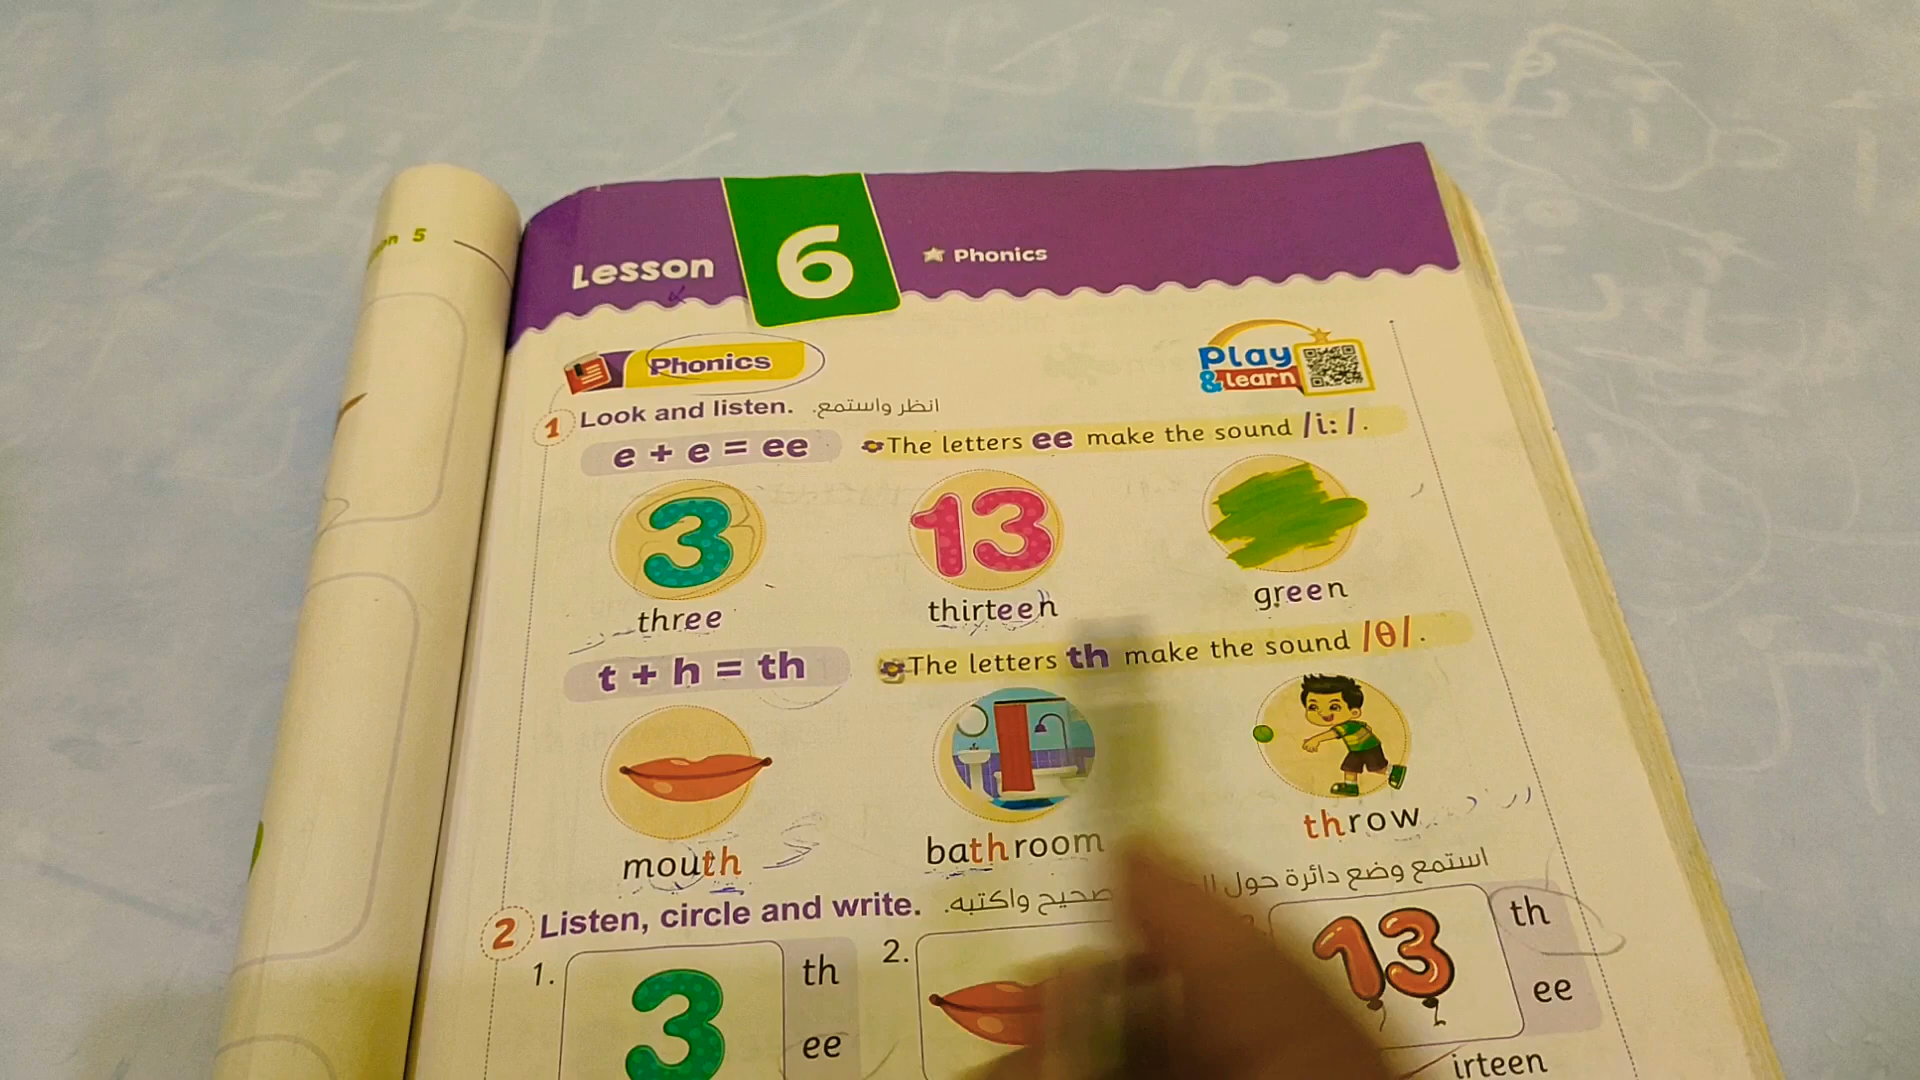 5
Lesson 6 Phonics
Phonics
Play & Learn
1 Look and listen. انظر واستمع.
e + e = ee The letters ee make the sound /i:/.
3 13
three thirteen green
t + h = th The letters th make the sound /θ/.
mouth bathroom throw
استمع وضع دائرة حول
صحيح واكتبه.
2 Listen, circle and write.
1. 3 th ee
2.
13 th ee
irteen